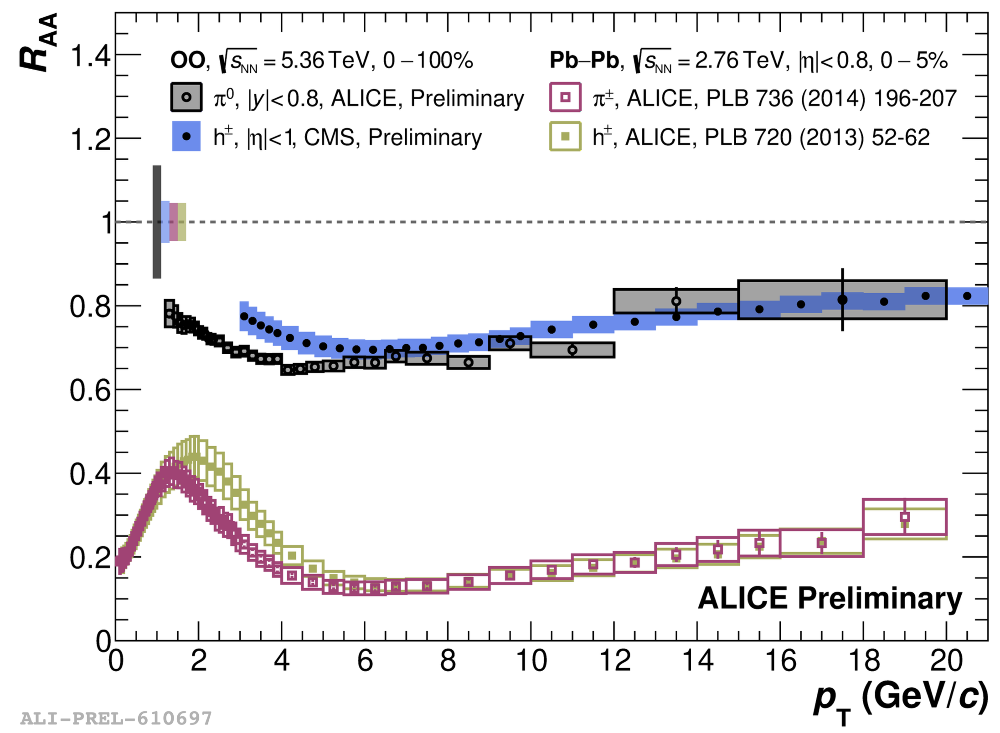 R_AA
1.4
1.2
1
0.8
0.6
0.4
0.2
0
OO, √s_NN = 5.36 TeV, 0 – 100%
π⁰, |y| < 0.8, ALICE, Preliminary
h±, |η| < 1, CMS, Preliminary
Pb–Pb, √s_NN = 2.76 TeV, |η| < 0.8, 0 – 5%
π±, ALICE, PLB 736 (2014) 196-207
h±, ALICE, PLB 720 (2013) 52-62
ALICE Preliminary
0 2 4 6 8 10 12 14 16 18 20
p_T (GeV/c)
ALI-PREL-610697